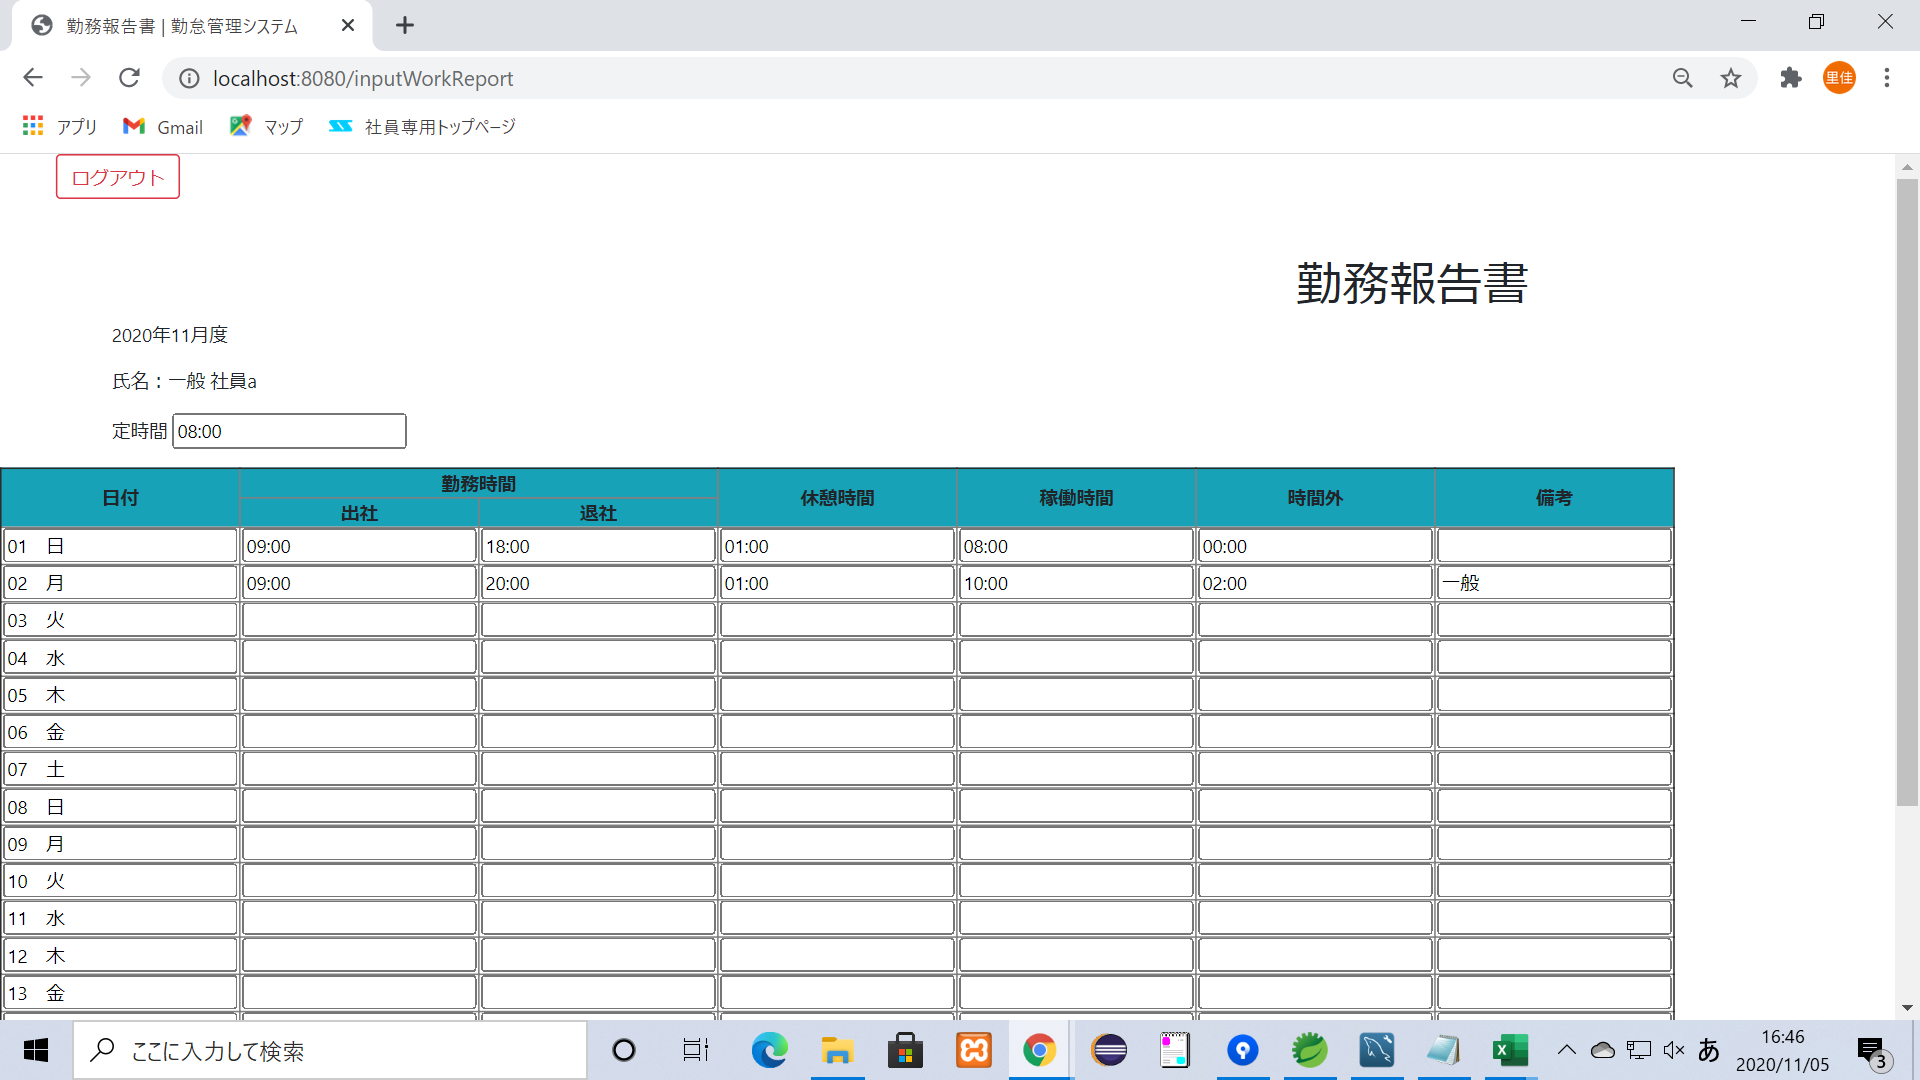 勤務報告書 | 勤怠管理システム
localhost:8080/inputWorkReport
里佳
アプリ Gmail マップ 社員専用トップページ
ログアウト
勤務報告書
2020年11月度
氏名：一般 社員a
定時間 08:00
日付 勤務時間 休憩時間 稼働時間 時間外 備考
出社 退社
01 日 09:00 18:00 01:00 08:00 00:00
02 月 09:00 20:00 01:00 10:00 02:00 一般
03 火
04 水
05 木
06 金
07 土
08 日
09 月
10 火
11 水
12 木
13 金
ここに入力して検索
あ
16:46
2020/11/05
3